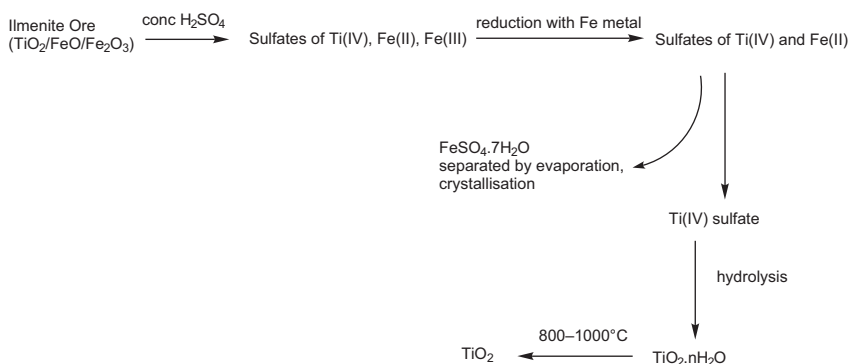 Ilmenite Ore
(TiO₂/FeO/Fe₂O₃)
conc H₂SO₄
Sulfates of Ti(IV), Fe(II), Fe(III)
reduction with Fe metal
Sulfates of Ti(IV) and Fe(II)
FeSO₄.7H₂O
separated by evaporation,
crystallisation
Ti(IV) sulfate
hydrolysis
TiO₂.nH₂O
800–1000°C
TiO₂